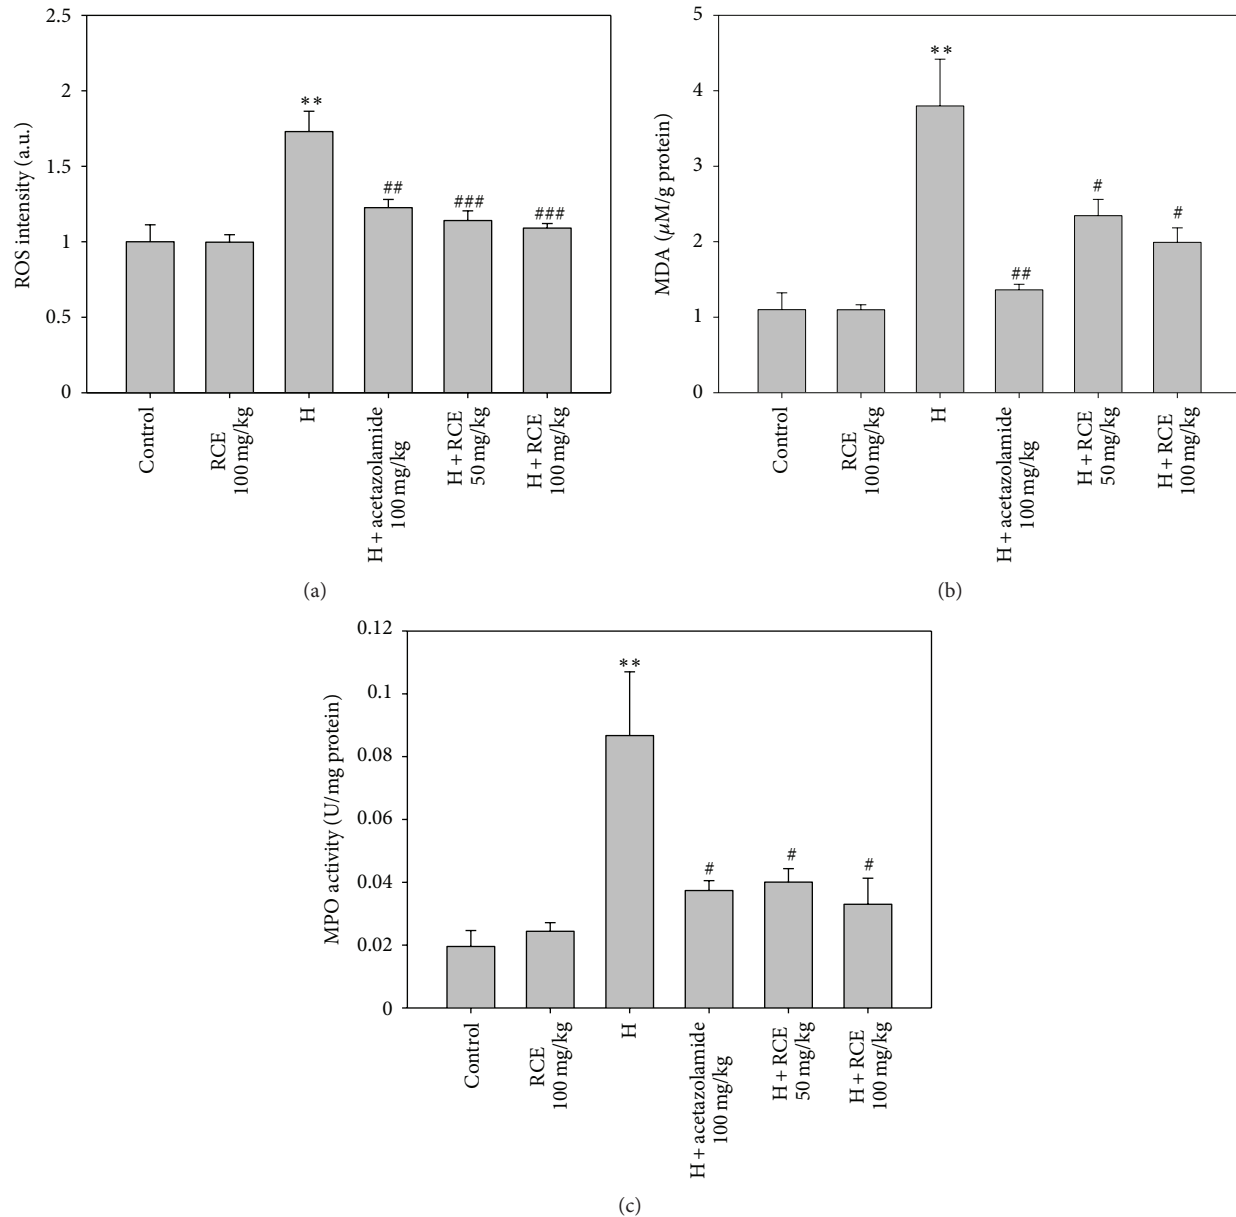 2.5
2
1.5
1
0.5
0
ROS intensity (a.u.)
**
##
###
###
Control
RCE
100 mg/kg
H
H + acetazolamide
100 mg/kg
H + RCE
50 mg/kg
H + RCE
100 mg/kg
(a)
5
4
3
2
1
0
MDA (μM/g protein)
**
##
#
#
Control
RCE
100 mg/kg
H
H + acetazolamide
100 mg/kg
H + RCE
50 mg/kg
H + RCE
100 mg/kg
(b)
0.12
0.1
0.08
0.06
0.04
0.02
0
MPO activity (U/mg protein)
**
#
#
#
Control
RCE
100 mg/kg
H
H + acetazolamide
100 mg/kg
H + RCE
50 mg/kg
H + RCE
100 mg/kg
(c)